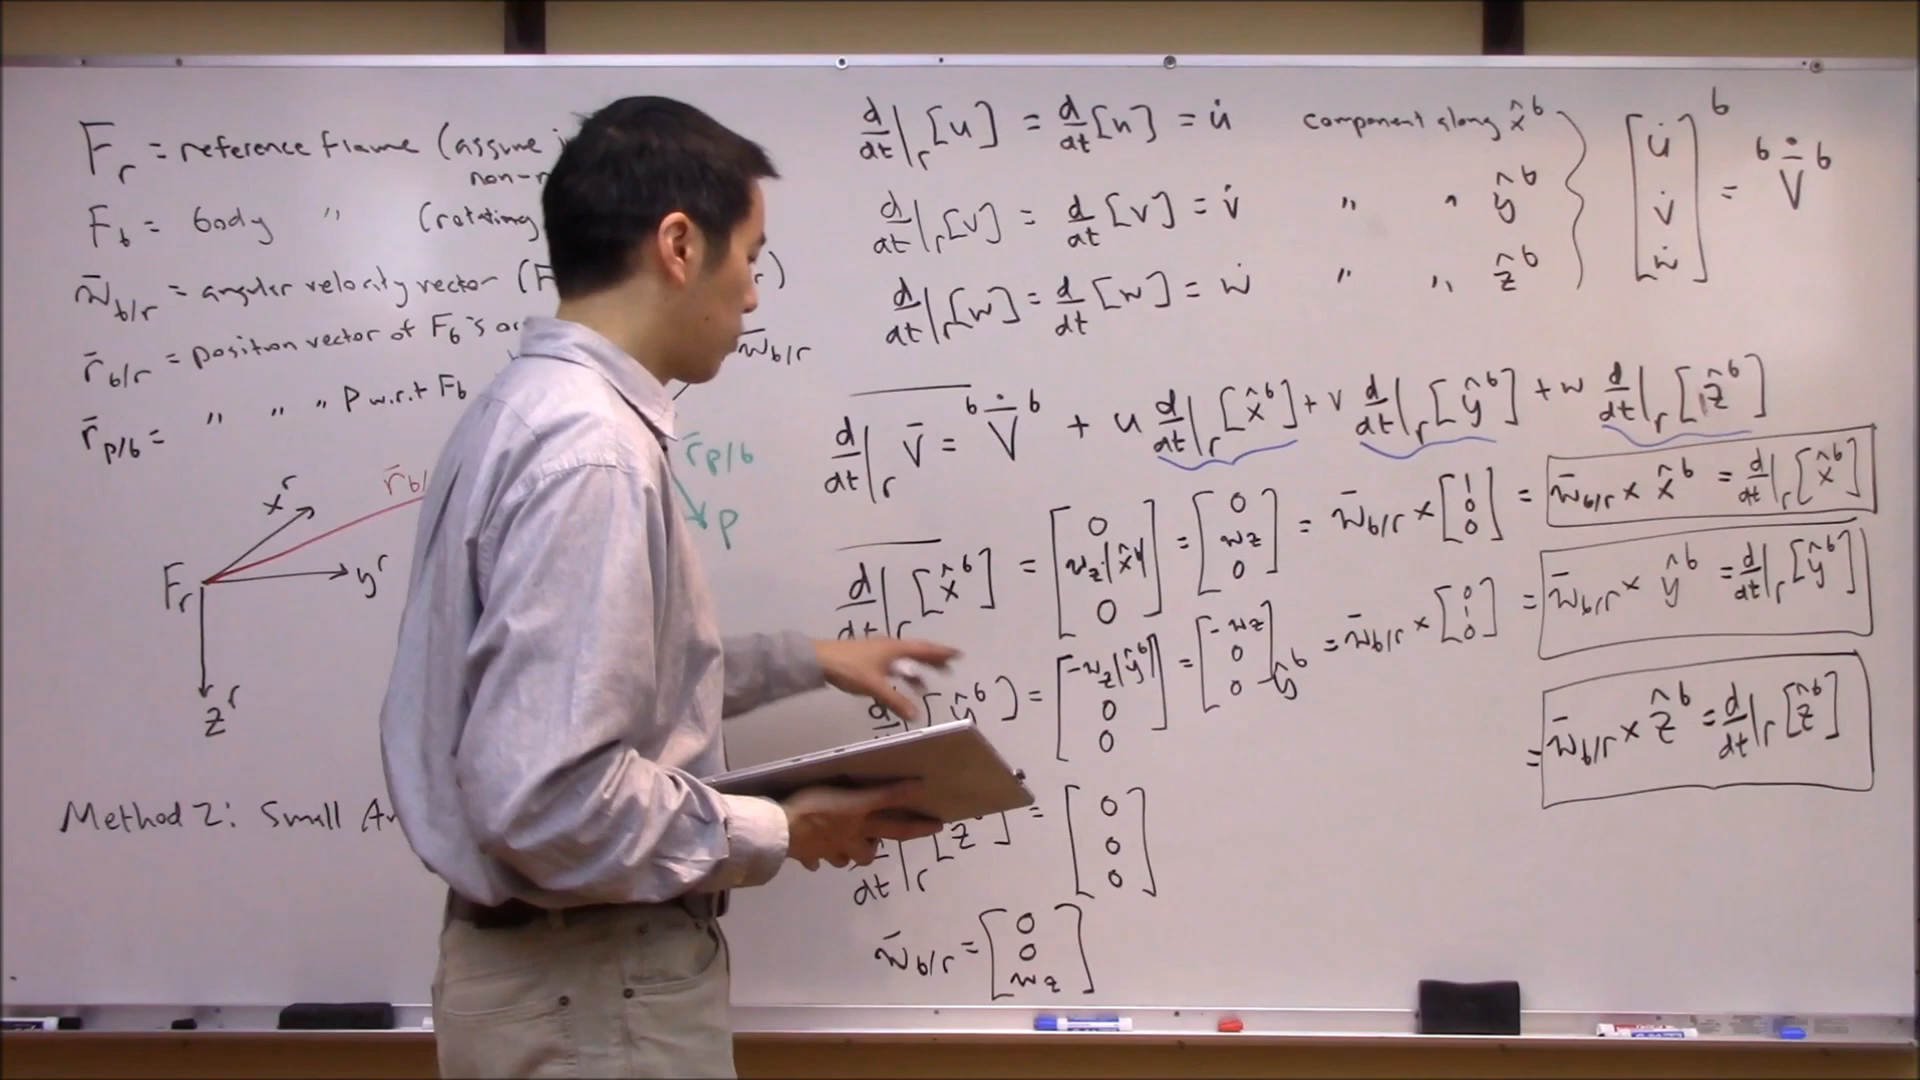 F_r = reference frame (assume
non-
F_b = body " (rotating
ω̄_b/r = angular velocity vector (F r)
r̄_b/r = position vector of F_b's
r̄_p/b = " " " P w.r.t F_b
ω̄_b/r
r̄_b/
r̄_p/b
P
x^r
y^r
F_r
z^r
Method 2: Small
d/dt|_r [u] = d/dt [u] = u̇ component along x̂^b
d/dt|_r [v] = d/dt [v] = v̇ " " ŷ^b
d/dt|_r [w] = d/dt [w] = ẇ " " ẑ^b
[u̇ v̇ ẇ]^b = ^b V̄̇^b
d/dt|_r V̄ = ^b V̄̇^b + u d/dt|_r [x̂^b] + v d/dt|_r [ŷ^b] + w d/dt|_r [ẑ^b]
d/dt|_r [x̂^b] = [0 ω_z|x̂^b| 0] = [0 ω_z 0] = ω̄_b/r × [1 0 0] = ω̄_b/r × x̂^b = d/dt|_r [x̂^b]
d [ŷ^b] = [-ω_z|ŷ^b| 0 0] = [-ω_z 0 0] ŷ^b = ω̄_b/r × [0 1 0] = ω̄_b/r × ŷ^b = d/dt|_r [ŷ^b]
dt|_r [ẑ ] = [0 0 0]
= ω̄_b/r × ẑ^b = d/dt|_r [ẑ^b]
ω̄_b/r = [0 0 ω_z]